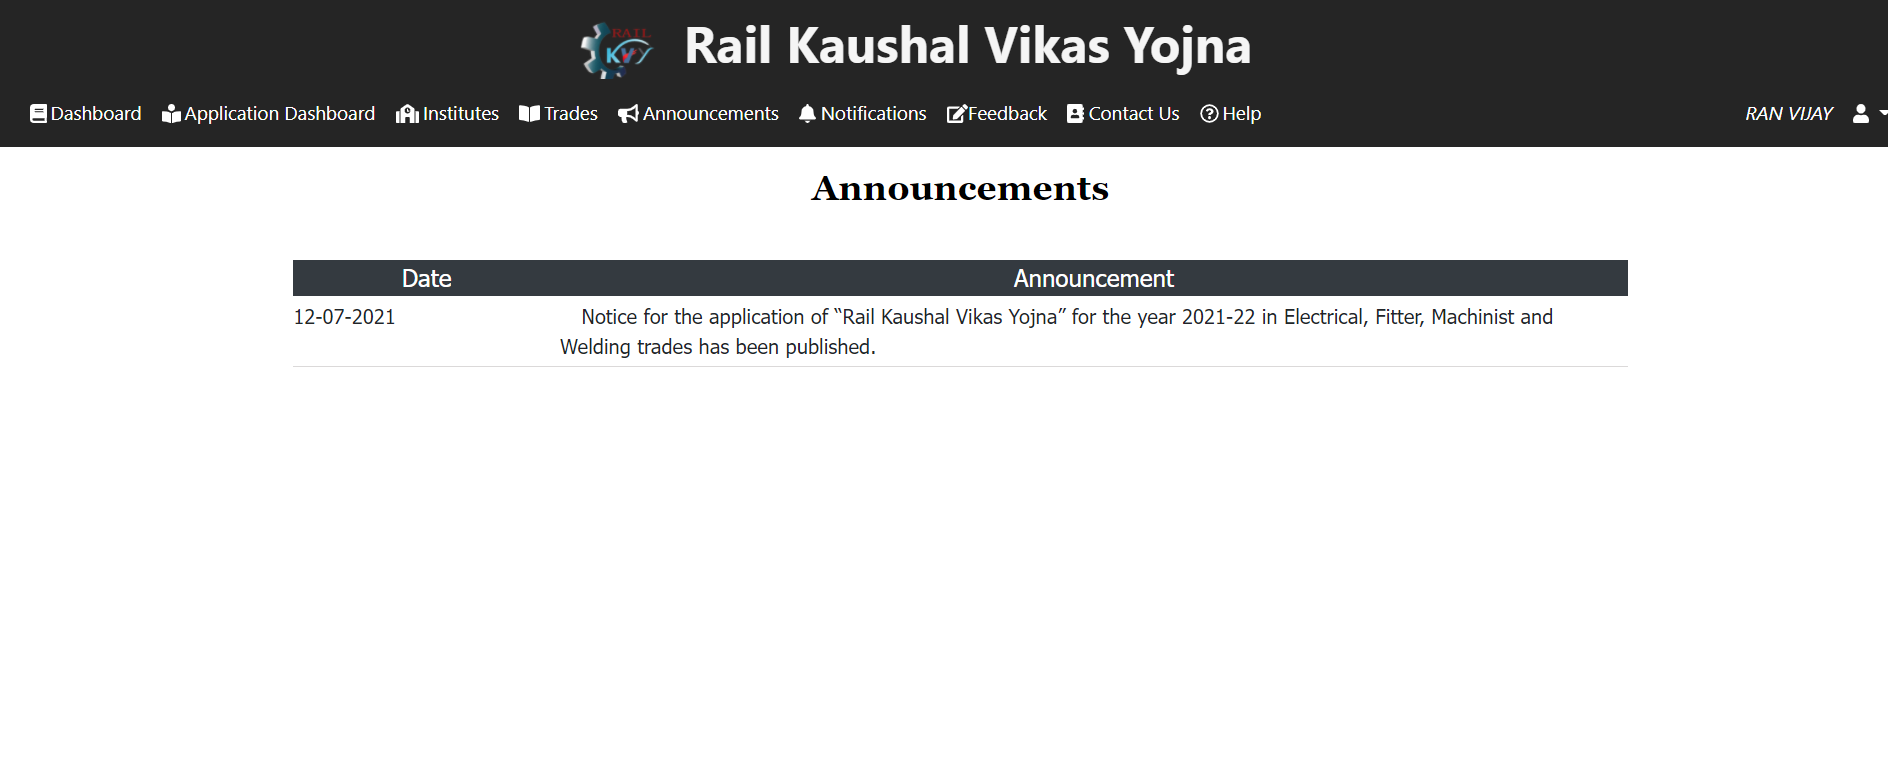 RAIL
KVY
Rail Kaushal Vikas Yojna
Dashboard Application Dashboard Institutes Trades Announcements Notifications Feedback Contact Us Help RAN VIJAY
Announcements
Date Announcement
12-07-2021 Notice for the application of “Rail Kaushal Vikas Yojna” for the year 2021-22 in Electrical, Fitter, Machinist and
Welding trades has been published.